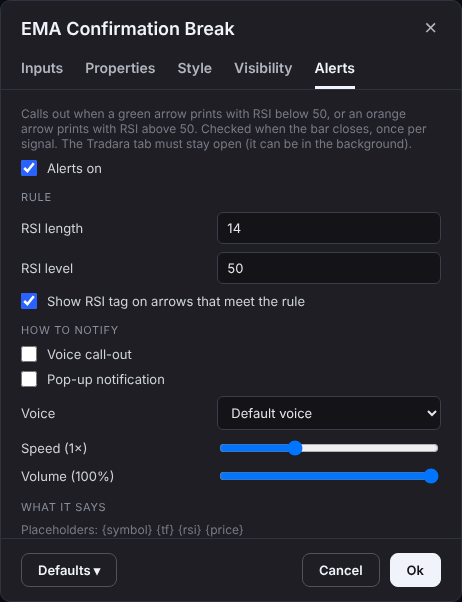 EMA Confirmation Break
Inputs Properties Style Visibility Alerts
Calls out when a green arrow prints with RSI below 50, or an orange
arrow prints with RSI above 50. Checked when the bar closes, once per
signal. The Tradara tab must stay open (it can be in the background).
Alerts on
RULE
RSI length 14
RSI level 50
Show RSI tag on arrows that meet the rule
HOW TO NOTIFY
Voice call-out
Pop-up notification
Voice Default voice
Speed (1×)
Volume (100%)
WHAT IT SAYS
Placeholders: {symbol} {tf} {rsi} {price}
Defaults ▾ Cancel Ok